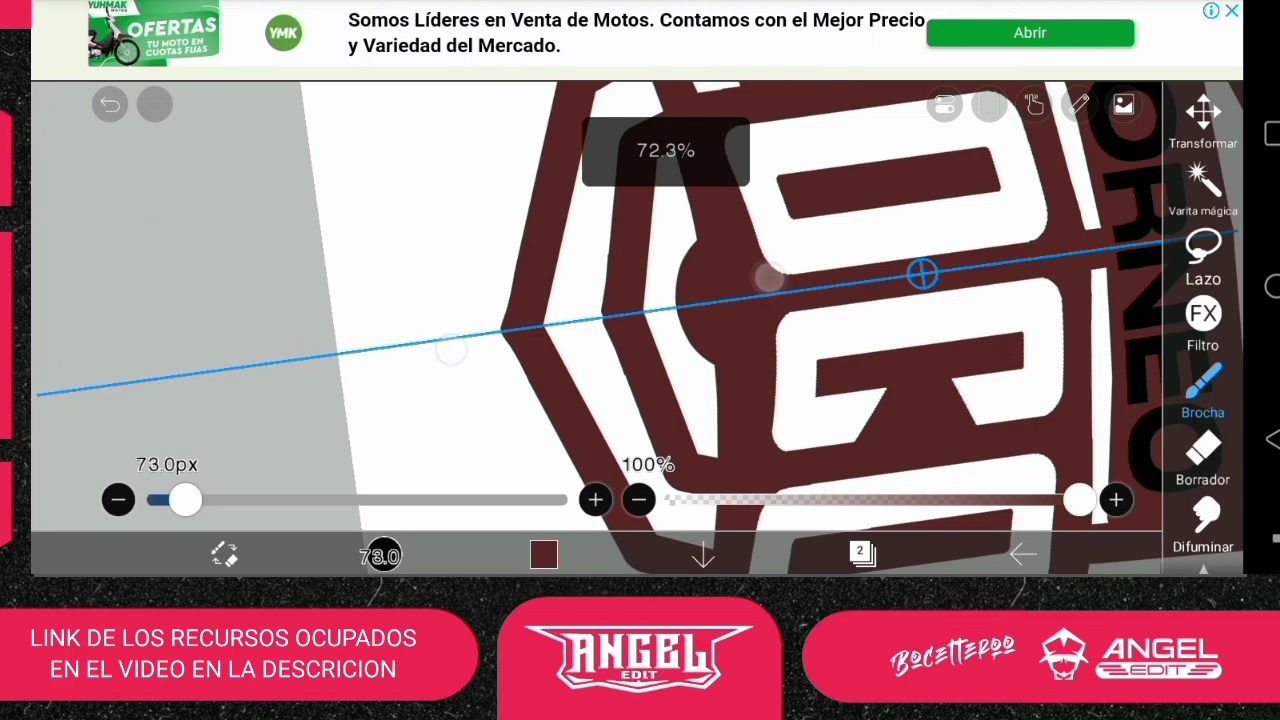 YUHMAK
MOTOS
OFERTAS
TU MOTO EN
CUOTAS FIJAS
YMK
Somos Líderes en Venta de Motos. Contamos con el Mejor Precio
y Variedad del Mercado.
Abrir
72.3%
ORNEO
Transformar
Varita mágica
Lazo
FX
Filtro
Brocha
Borrador
Difuminar
73.0px
100%
73.0
2
LINK DE LOS RECURSOS OCUPADOS
EN EL VIDEO EN LA DESCRICION
ANGEL
EDIT
BOCETTEROO
ANGEL
EDIT